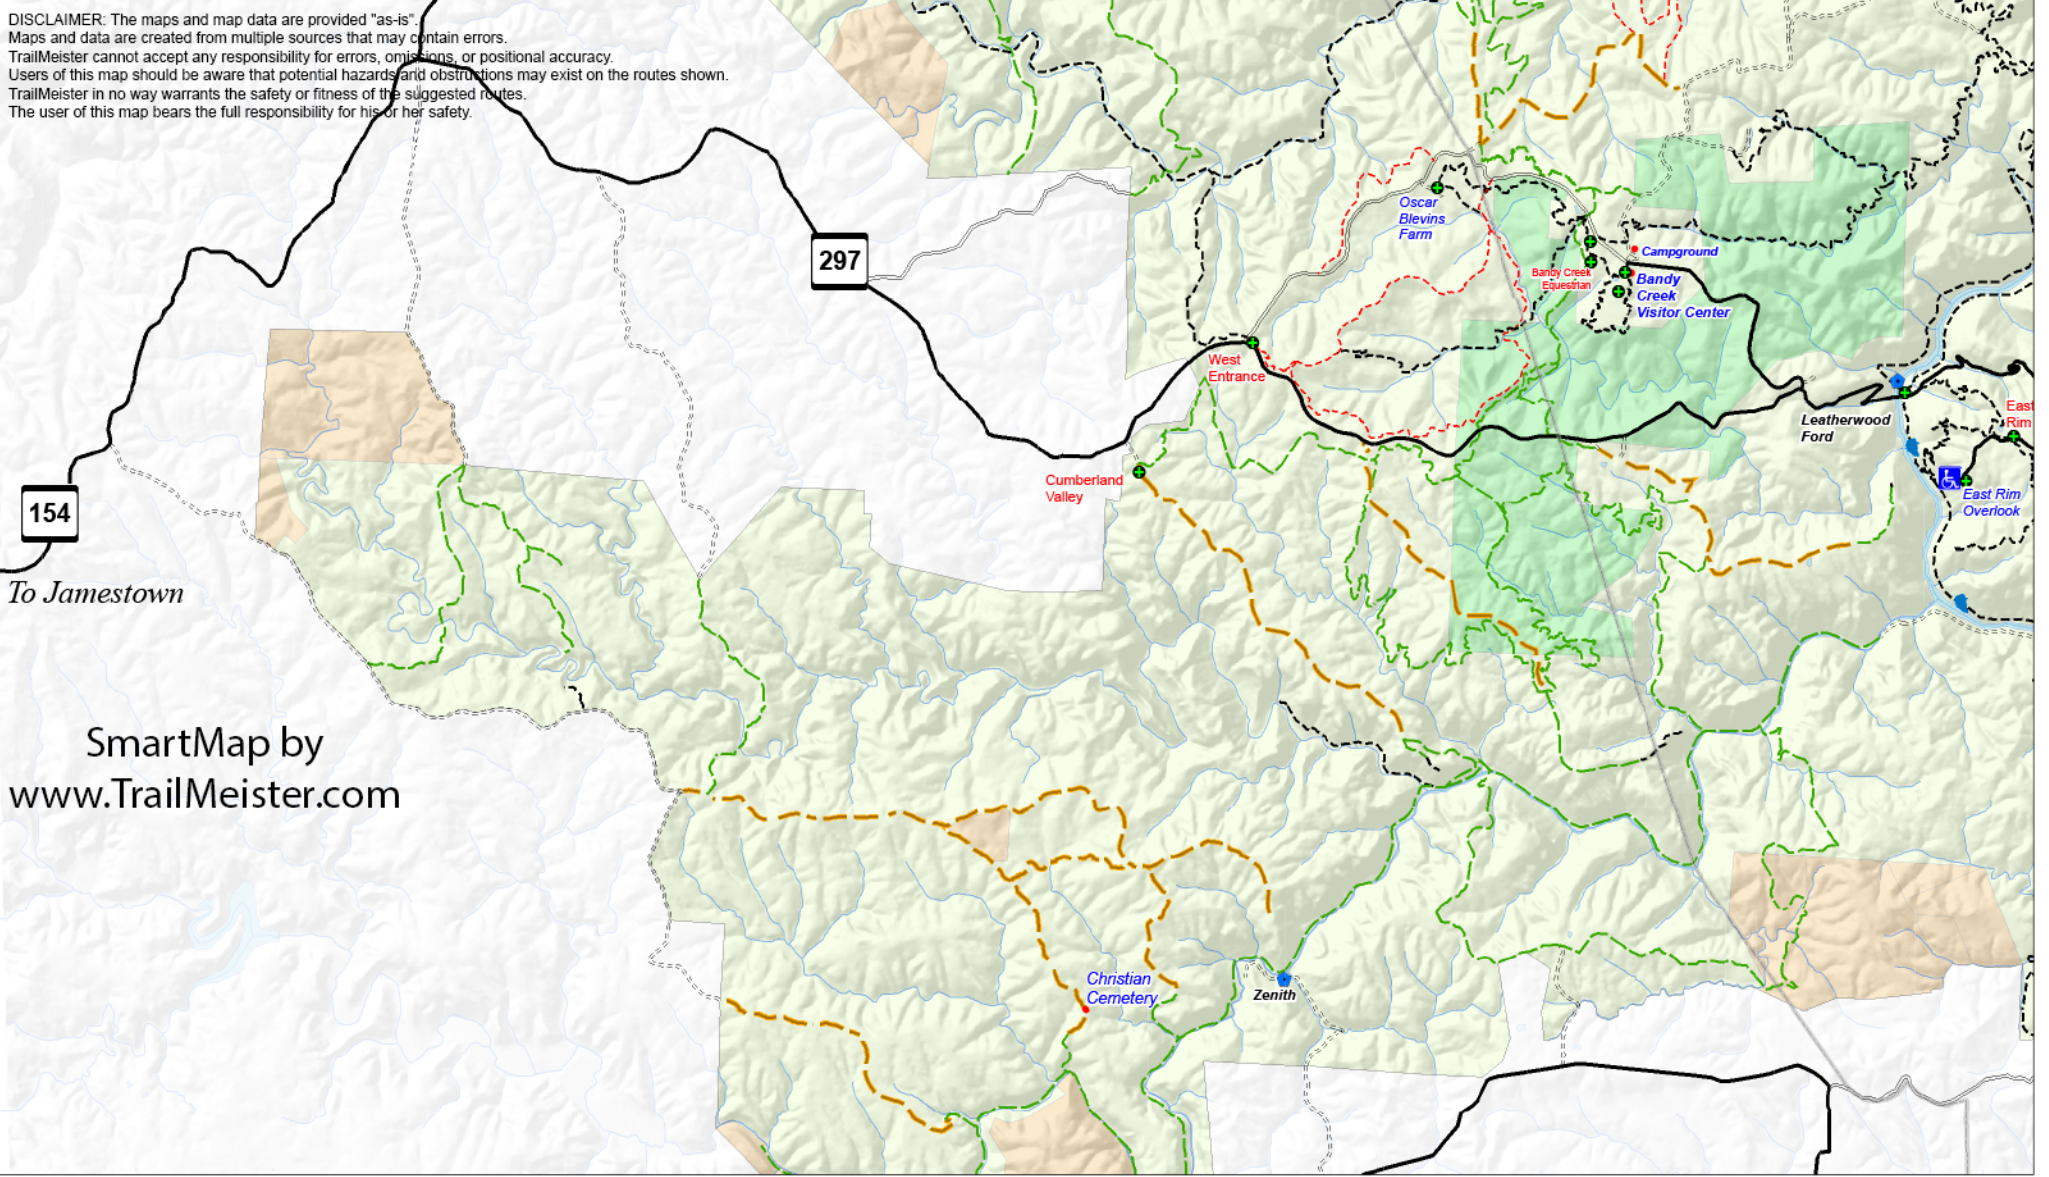 DISCLAIMER: The maps and map data are provided "as-is".
Maps and data are created from multiple sources that may contain errors.
TrailMeister cannot accept any responsibility for errors, omissions, or positional accuracy.
Users of this map should be aware that potential hazards and obstructions may exist on the routes shown.
TrailMeister in no way warrants the safety or fitness of the suggested routes.
The user of this map bears the full responsibility for his or her safety.
Oscar
Blevins
Farm
297
Campground
Bandy Creek
Equestrian
Bandy
Creek
Visitor Center
West
Entrance
Leatherwood
Ford
East
Rim
Cumberland
Valley
East Rim
Overlook
154
To Jamestown
SmartMap by
www.TrailMeister.com
Christian
Cemetery
Zenith